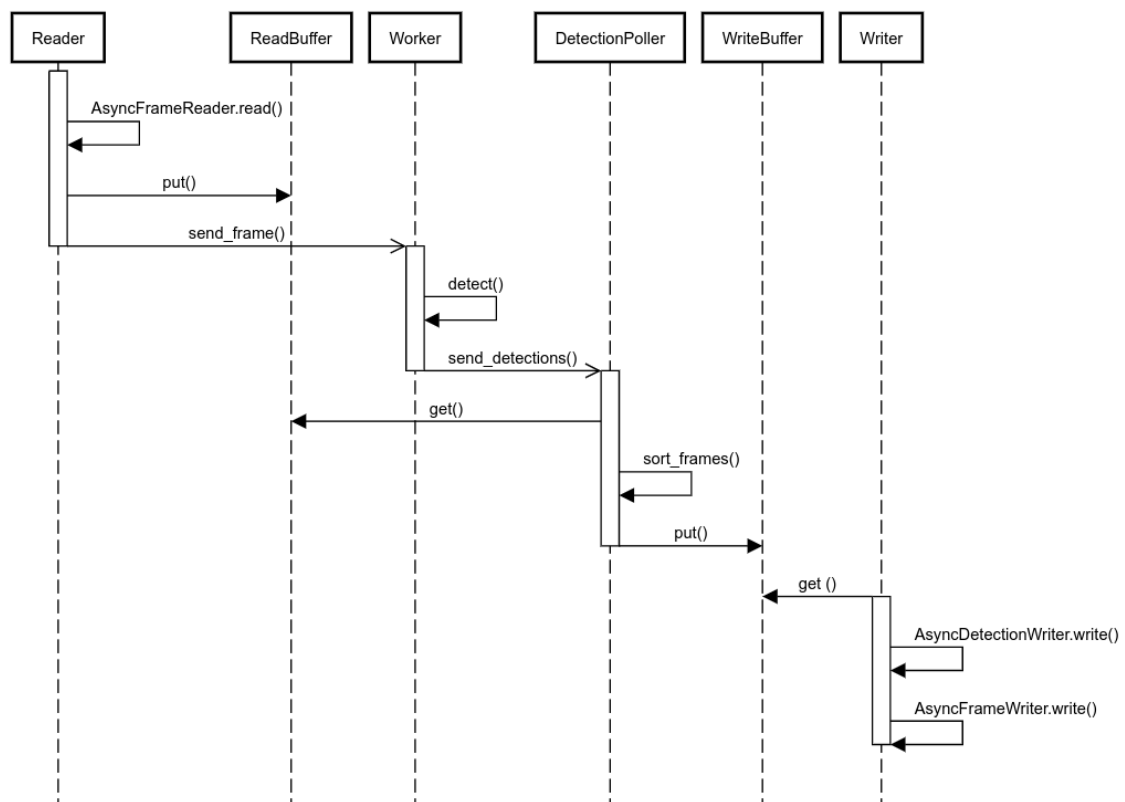 Reader
ReadBuffer
Worker
DetectionPoller
WriteBuffer
Writer
AsyncFrameReader.read()
put()
send_frame()
detect()
send_detections()
get()
sort_frames()
put()
get ()
AsyncDetectionWriter.write()
AsyncFrameWriter.write()